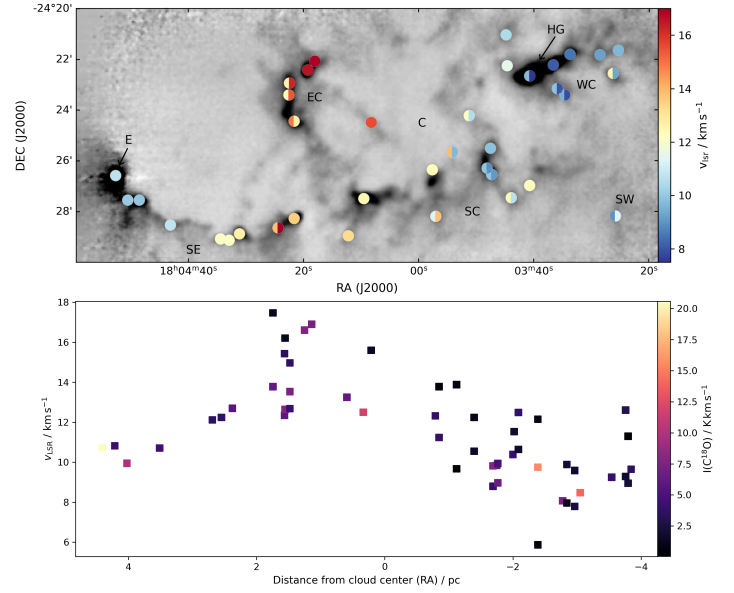 -24°20'
22'
24'
26'
28'
DEC (J2000)
HG
EC
WC
C
E
SC
SW
SE
18ʰ04ᵐ40ˢ
20ˢ
00ˢ
03ᵐ40ˢ
20ˢ
RA (J2000)
16
14
12
10
8
v_lsr / km s⁻¹
18
16
14
12
10
8
6
v_LSR / km s⁻¹
4
2
0
−2
−4
Distance from cloud center (RA) / pc
20.0
17.5
15.0
12.5
10.0
7.5
5.0
2.5
I(C¹⁸O) / K km s⁻¹